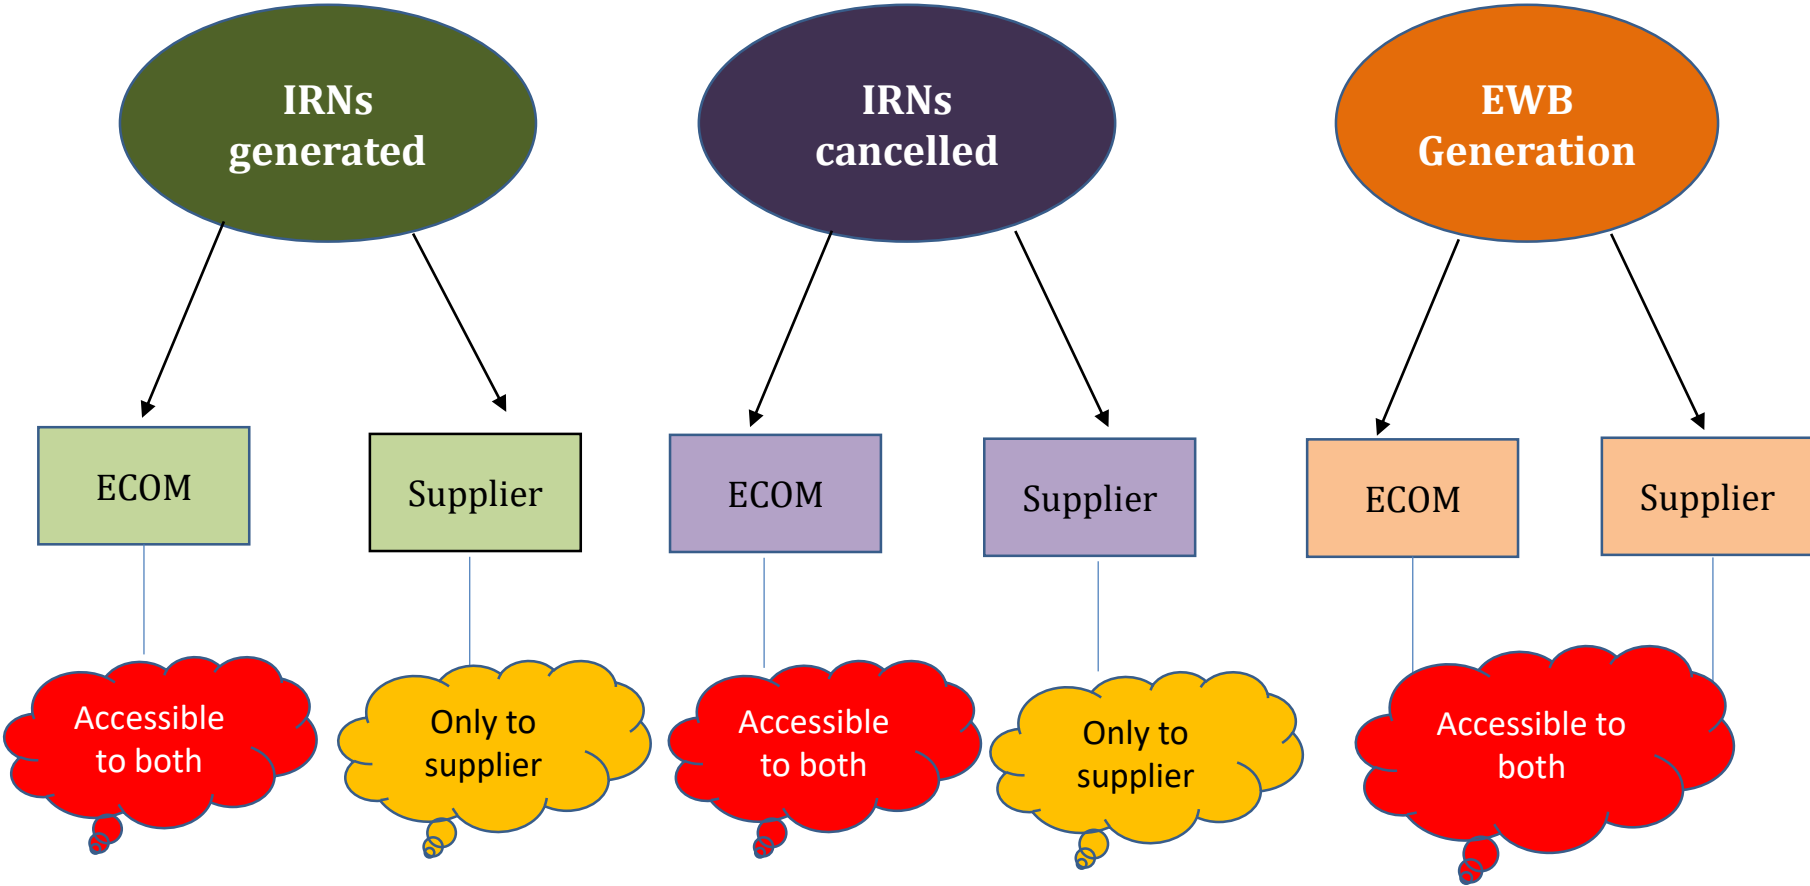 IRNs
generated
IRNs
cancelled
EWB
Generation
ECOM
Supplier
ECOM
Supplier
ECOM
Supplier
Accessible
to both
Only to
supplier
Accessible
to both
Only to
supplier
Accessible to
both